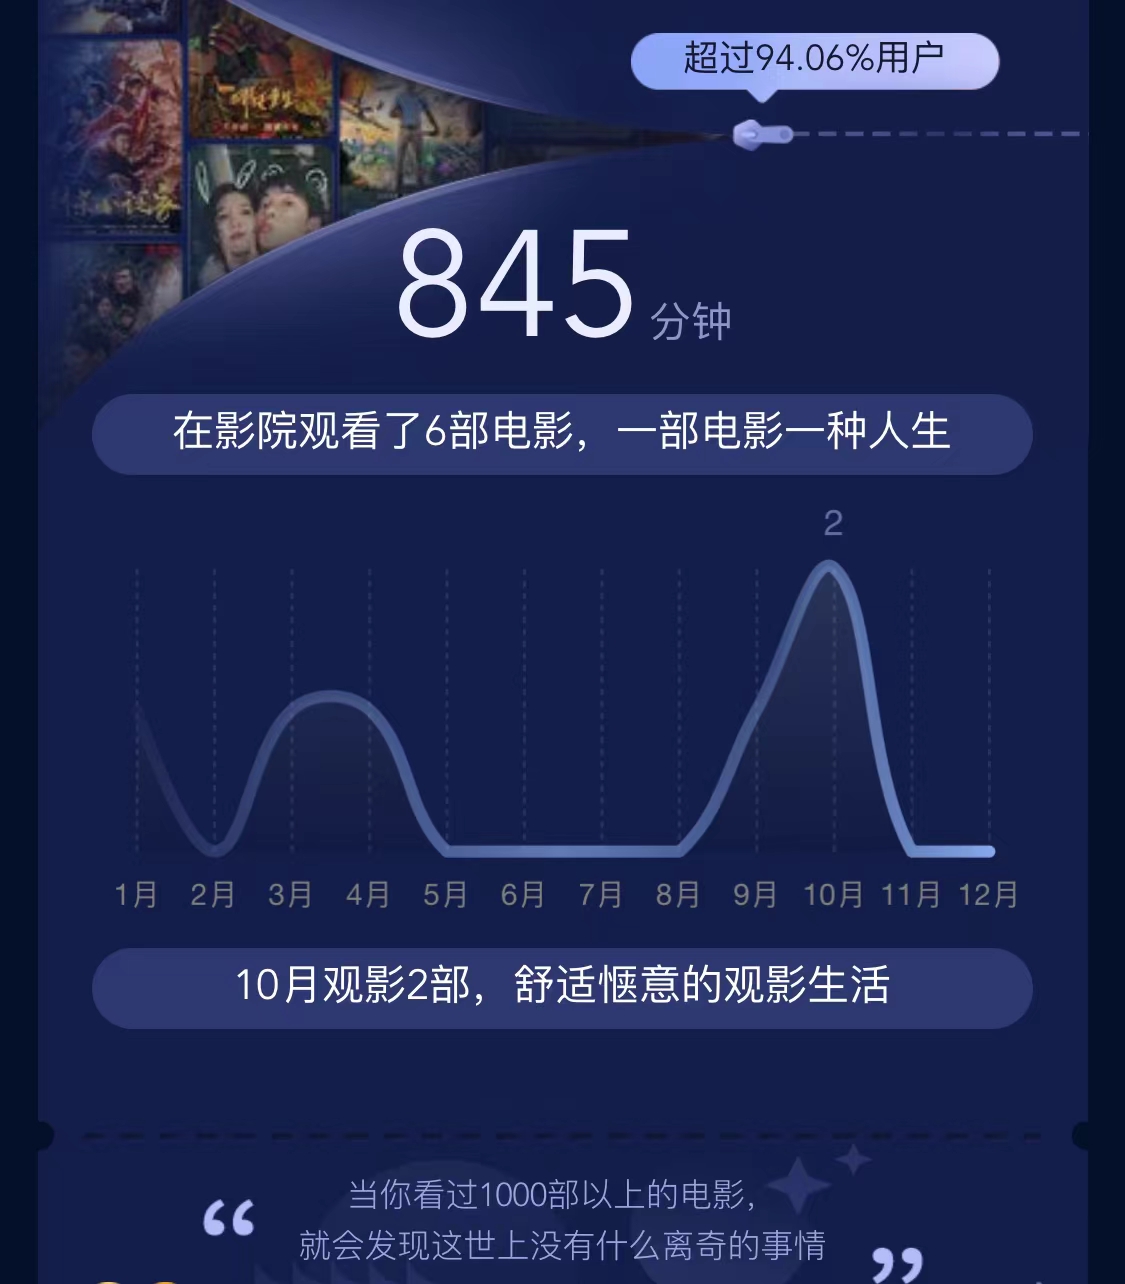 超过94.06%用户
845分钟
在影院观看了6部电影，一部电影一种人生
2
1月 2月 3月 4月 5月 6月 7月 8月 9月 10月 11月 12月
10月观影2部，舒适惬意的观影生活
当你看过1000部以上的电影，
就会发现这世上没有什么离奇的事情